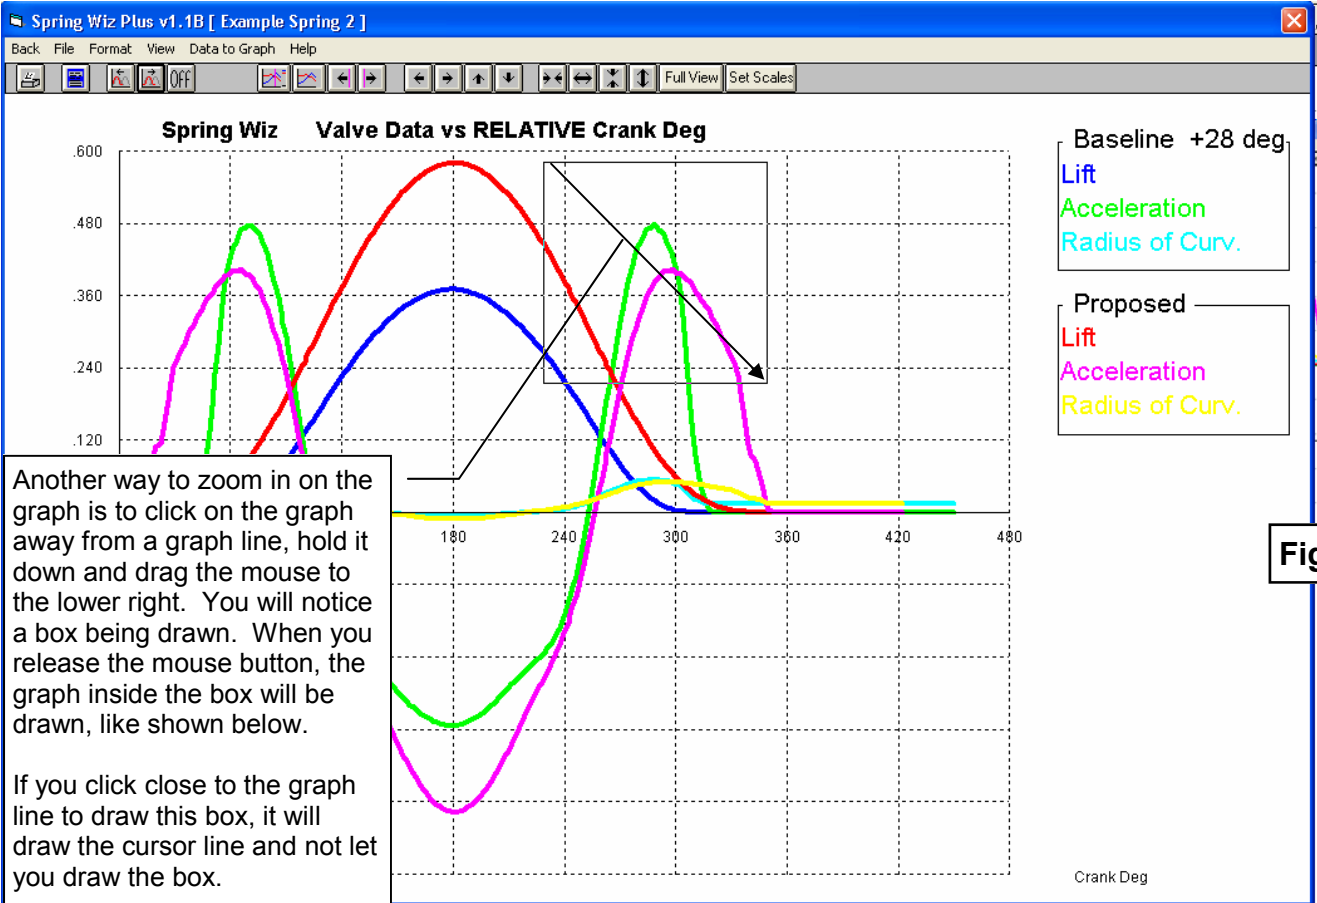 Spring Wiz Plus v1.1B [ Example Spring 2 ]
Back File Format View Data to Graph Help
OFF Full View Set Scales
Spring Wiz Valve Data vs RELATIVE Crank Deg
.600
.480
.360
.240
.120
180 240 300 360 420 480
Crank Deg
Baseline +28 deg
Lift
Acceleration
Radius of Curv.
Proposed
Lift
Acceleration
Radius of Curv.
Another way to zoom in on the
graph is to click on the graph
away from a graph line, hold it
down and drag the mouse to
the lower right. You will notice
a box being drawn. When you
release the mouse button, the
graph inside the box will be
drawn, like shown below.
If you click close to the graph
line to draw this box, it will
draw the cursor line and not let
you draw the box.
Fig